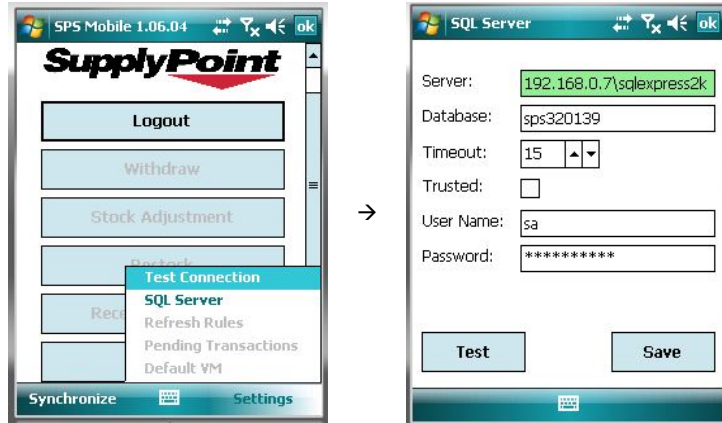 SPS Mobile 1.06.04 ok
SupplyPoint
Logout
Withdraw
Stock Adjustment
Restock
Test Connection
SQL Server
Refresh Rules
Pending Transactions
Default VM
Rece
Synchronize Settings
→
SQL Server ok
Server: 192.168.0.7\sqlexpress2k
Database: sps320139
Timeout: 15
Trusted:
User Name: sa
Password: **********
Test Save